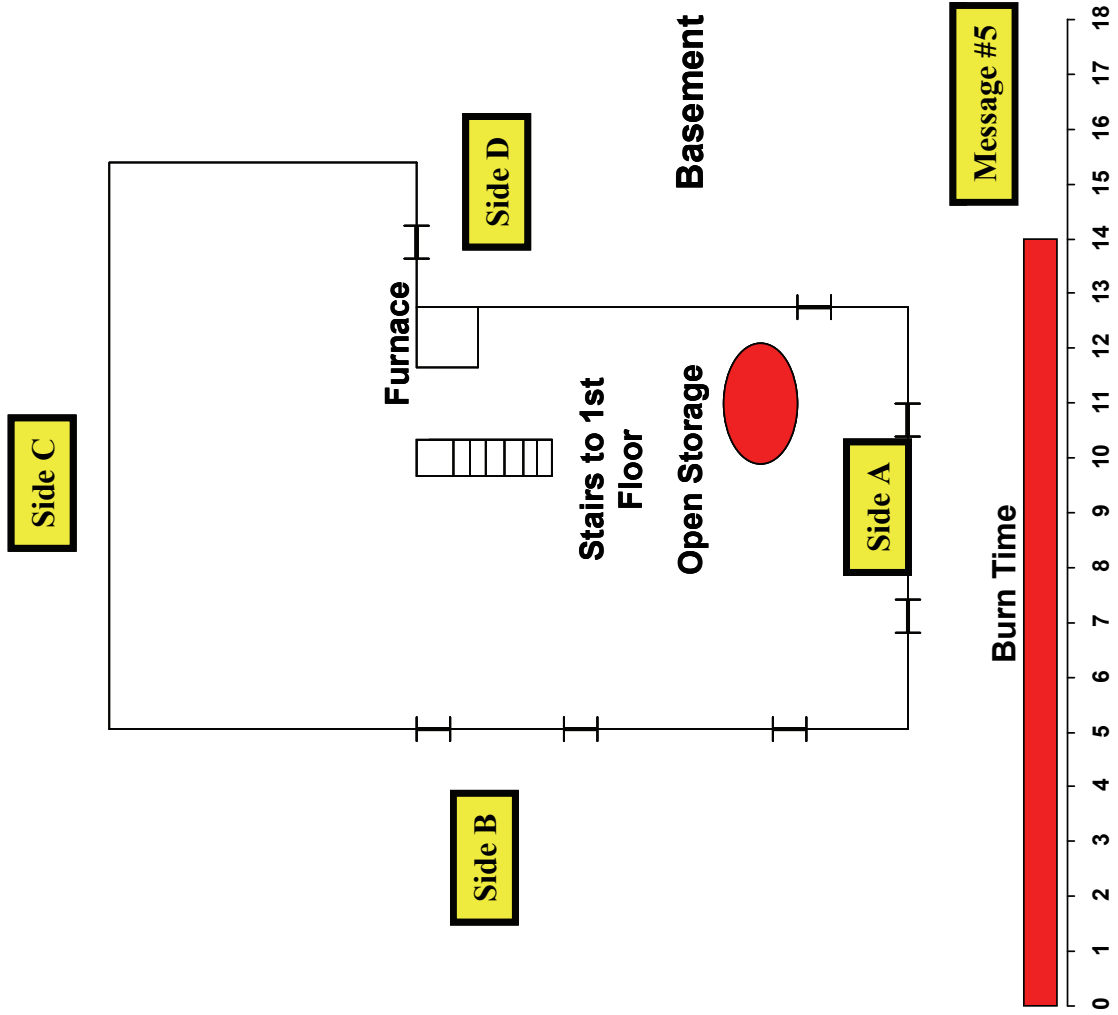 Side C
Side D
Furnace
Stairs to 1st
Floor
Open Storage
Basement
Side B
Side A
Message #5
Burn Time
0 1 2 3 4 5 6 7 8 9 10 11 12 13 14 15 16 17 18